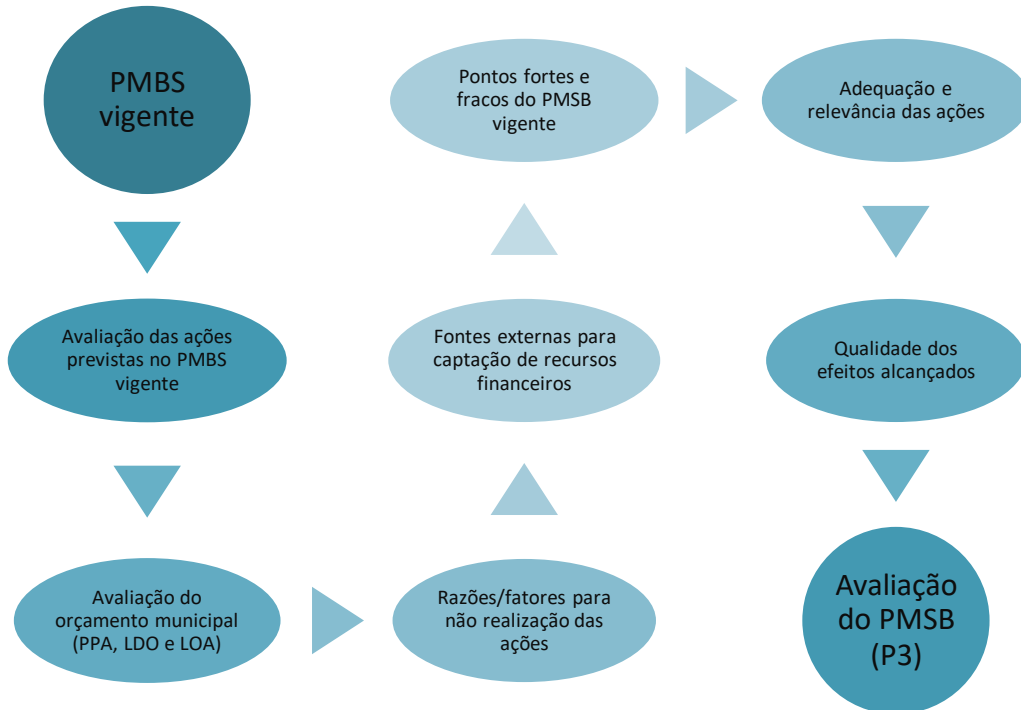 PMBS
vigente
Avaliação das ações
previstas no PMBS
vigente
Avaliação do
orçamento municipal
(PPA, LDO e LOA)
Razões/fatores para
não realização das
ações
Fontes externas para
captação de recursos
financeiros
Pontos fortes e
fracos do PMSB
vigente
Adequação e
relevância das ações
Qualidade dos
efeitos alcançados
Avaliação
do PMSB
(P3)